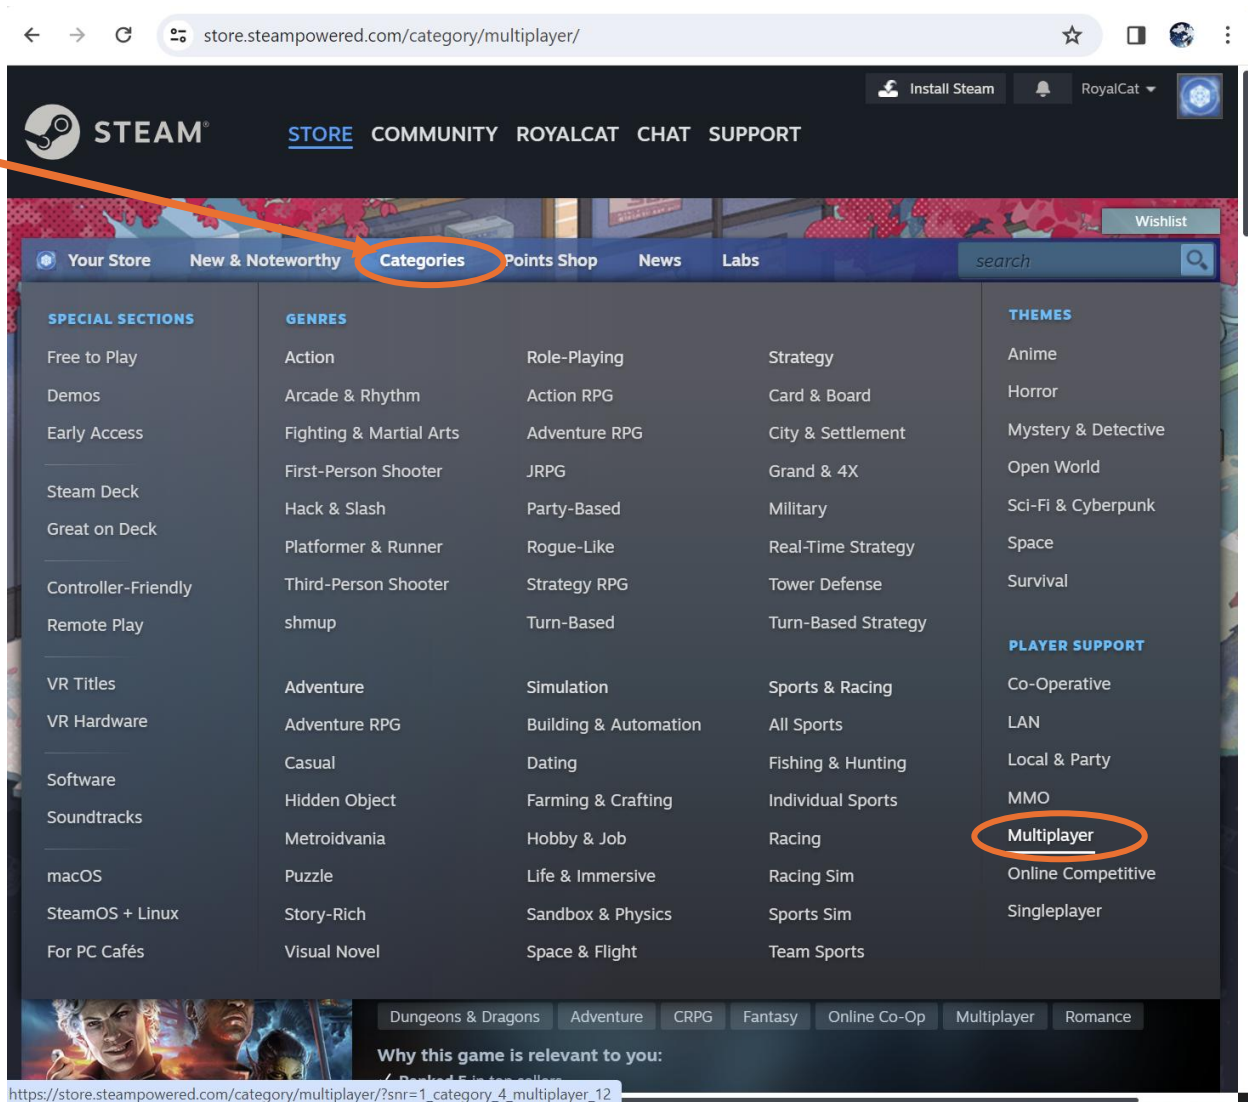 store.steampowered.com/category/multiplayer/
Install Steam
RoyalCat
STEAM®
STORE COMMUNITY ROYALCAT CHAT SUPPORT
Wishlist
Your Store New & Noteworthy Categories Points Shop News Labs search
SPECIAL SECTIONS
Free to Play
Demos
Early Access
Steam Deck
Great on Deck
Controller-Friendly
Remote Play
VR Titles
VR Hardware
Software
Soundtracks
macOS
SteamOS + Linux
For PC Cafés
GENRES
Action
Arcade & Rhythm
Fighting & Martial Arts
First-Person Shooter
Hack & Slash
Platformer & Runner
Third-Person Shooter
shmup
Adventure
Adventure RPG
Casual
Hidden Object
Metroidvania
Puzzle
Story-Rich
Visual Novel
Role-Playing
Action RPG
Adventure RPG
JRPG
Party-Based
Rogue-Like
Strategy RPG
Turn-Based
Simulation
Building & Automation
Dating
Farming & Crafting
Hobby & Job
Life & Immersive
Sandbox & Physics
Space & Flight
Strategy
Card & Board
City & Settlement
Grand & 4X
Military
Real-Time Strategy
Tower Defense
Turn-Based Strategy
Sports & Racing
All Sports
Fishing & Hunting
Individual Sports
Racing
Racing Sim
Sports Sim
Team Sports
THEMES
Anime
Horror
Mystery & Detective
Open World
Sci-Fi & Cyberpunk
Space
Survival
PLAYER SUPPORT
Co-Operative
LAN
Local & Party
MMO
Multiplayer
Online Competitive
Singleplayer
Dungeons & Dragons Adventure CRPG Fantasy Online Co-Op Multiplayer Romance
Why this game is relevant to you:
✓ Ranked 5 in top sellers
https://store.steampowered.com/category/multiplayer/?snr=1_category_4_multiplayer_12